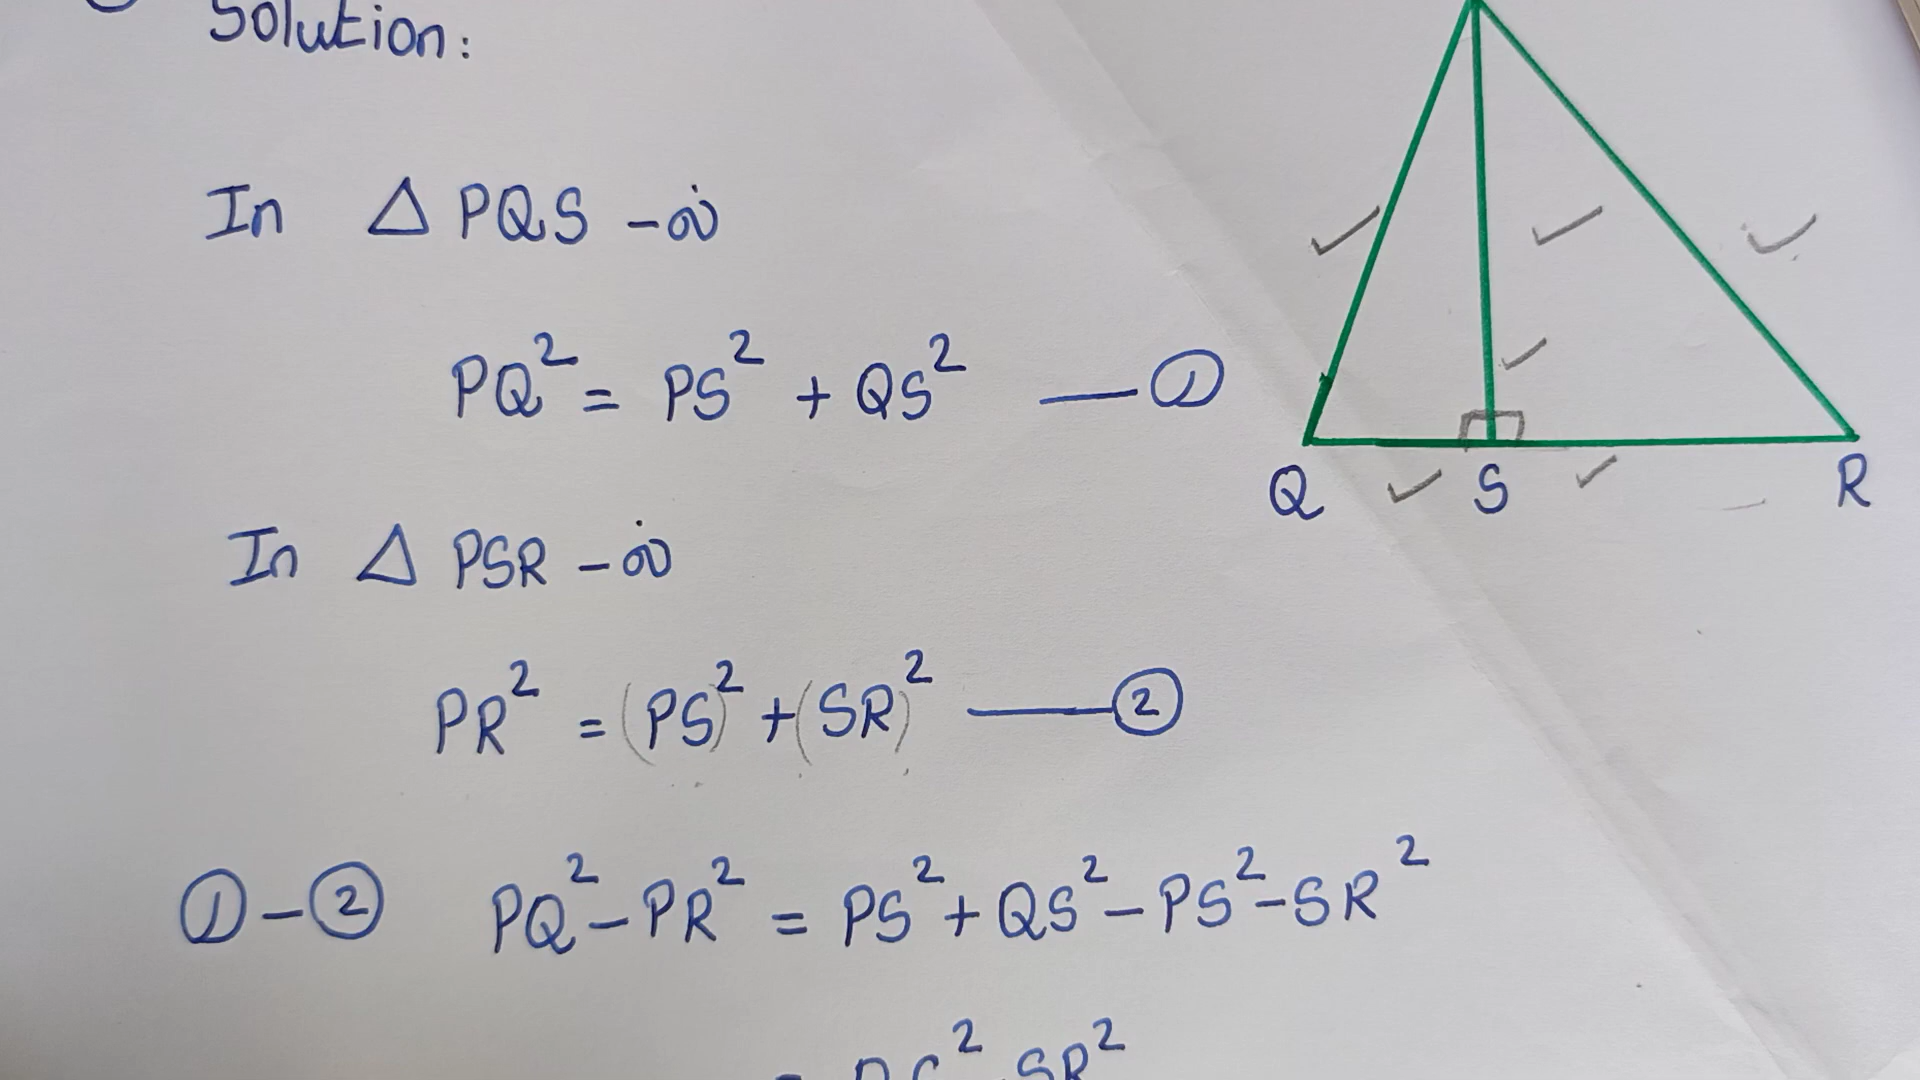 Solution:
In △ PQS - ல்
PQ² = PS² + QS² — ①
Q S R
In △ PSR - ல்
PR² = (PS)² + (SR)² — ②
① - ② PQ² - PR² = PS² + QS² - PS² - SR²
SR²